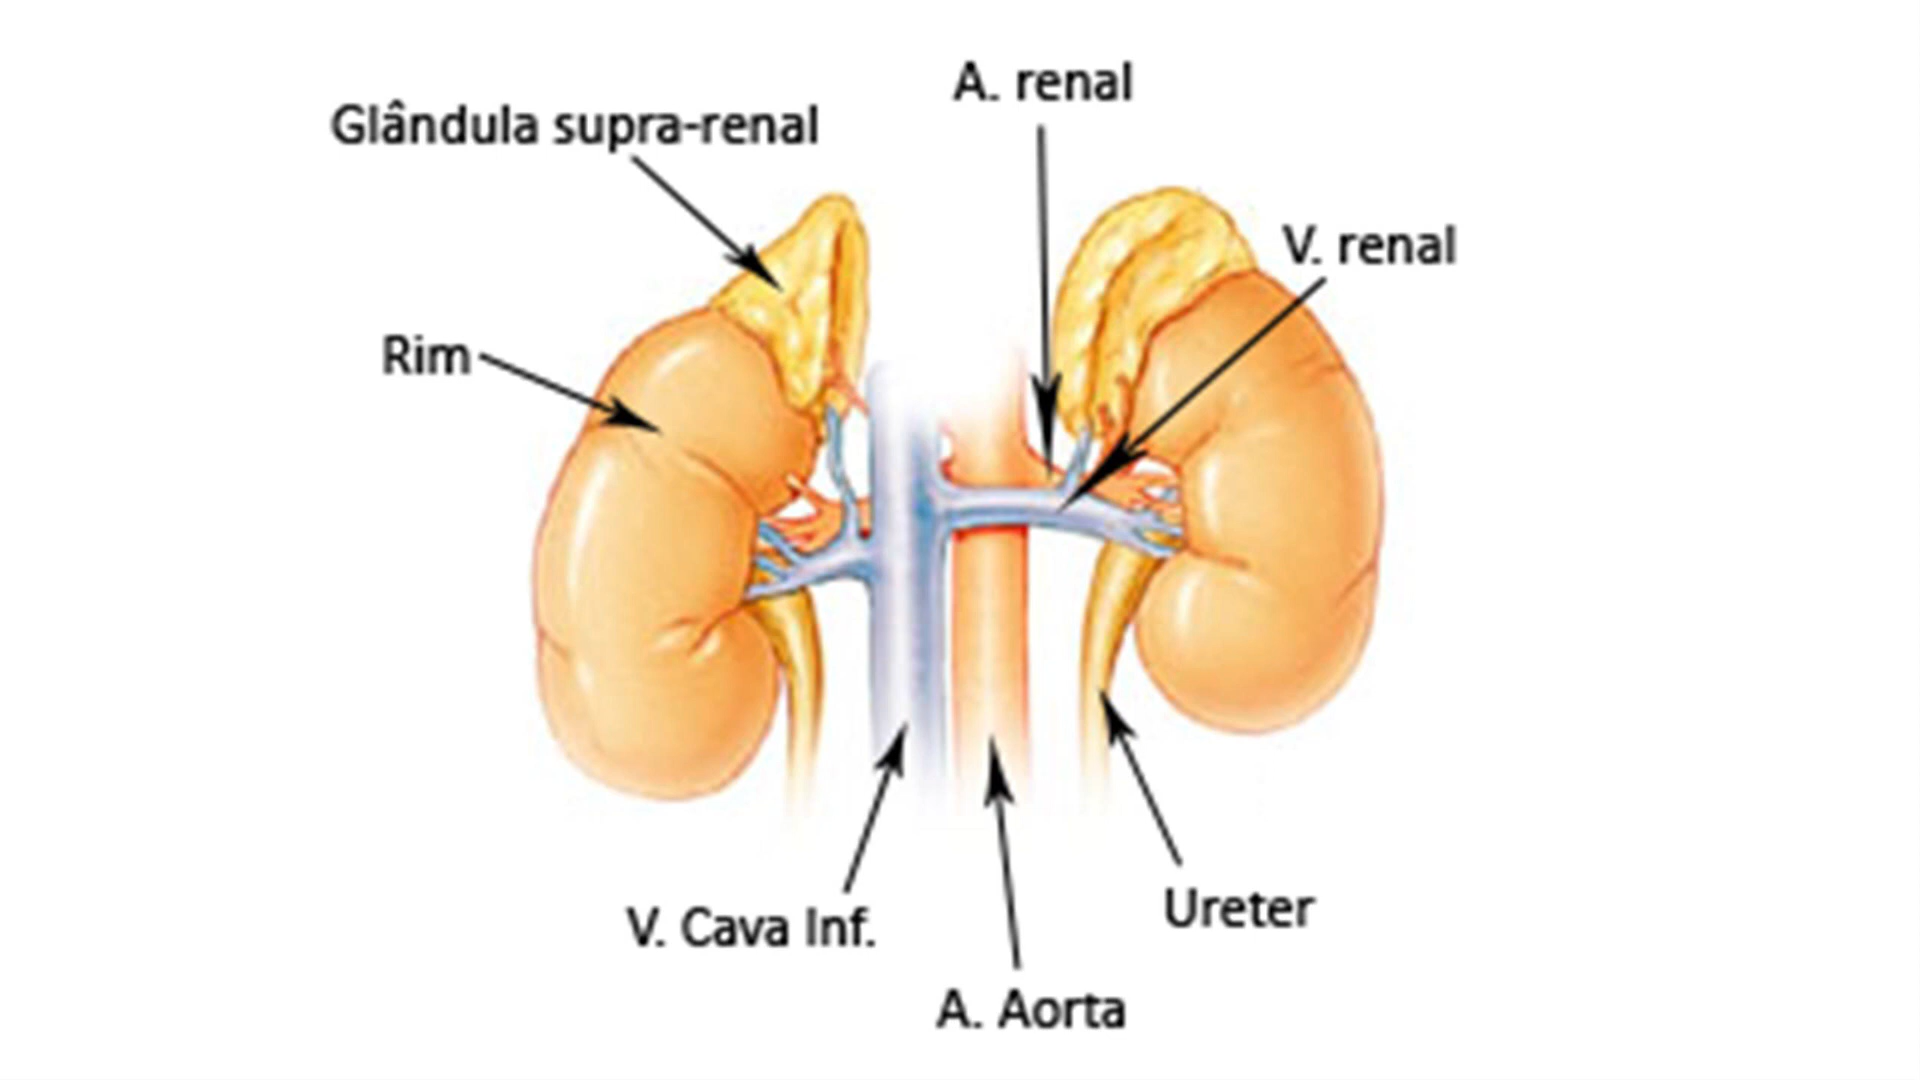 A. renal
Glândula supra-renal
V. renal
Rim
Ureter
V. Cava Inf.
A. Aorta